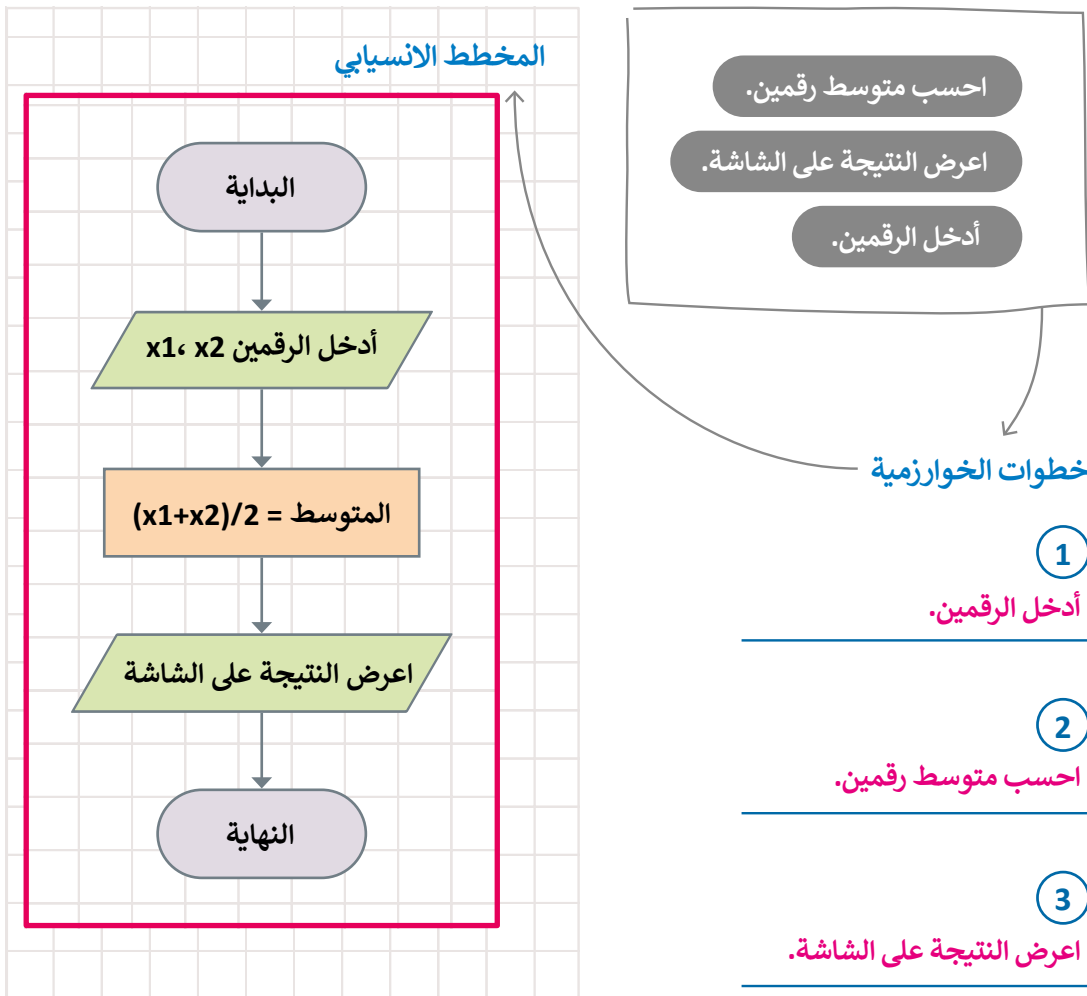 احسب متوسط رقمين.
اعرض النتيجة على الشاشة.
أدخل الرقمين.
خطوات الخوارزمية
1
أدخل الرقمين.
2
احسب متوسط رقمين.
3
اعرض النتيجة على الشاشة.
المخطط الانسيابي
البداية
أدخل الرقمين x1، x2
المتوسط = (x1+x2)/2
اعرض النتيجة على الشاشة
النهاية